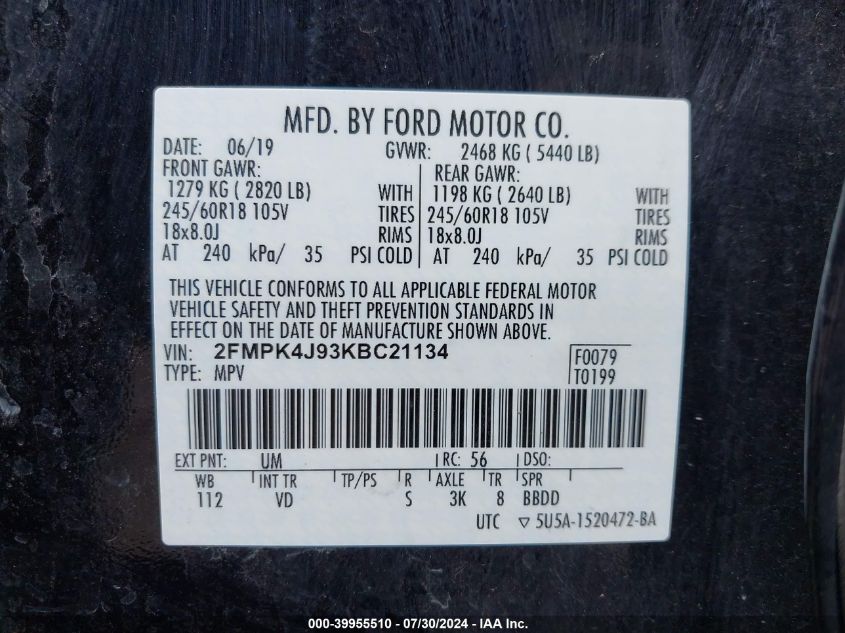 MFD. BY FORD MOTOR CO.
DATE: 06/19 GVWR: 2468 KG ( 5440 LB)
FRONT GAWR: REAR GAWR:
1279 KG ( 2820 LB) WITH 1198 KG ( 2640 LB) WITH
245/60R18 105V TIRES 245/60R18 105V TIRES
18x8.0J RIMS 18x8.0J RIMS
AT 240 kPa/ 35 PSI COLD AT 240 kPa/ 35 PSI COLD
THIS VEHICLE CONFORMS TO ALL APPLICABLE FEDERAL MOTOR
VEHICLE SAFETY AND THEFT PREVENTION STANDARDS IN
EFFECT ON THE DATE OF MANUFACTURE SHOWN ABOVE.
VIN: 2FMPK4J93KBC21134 F0079
TYPE: MPV T0199
EXT PNT: UM RC: 56 DSO:
WB INT TR TP/PS R AXLE TR SPR
112 VD S 3K 8 BBDD
UTC ▽ 5U5A-1520472-BA
000-39955510 - 07/30/2024 - IAA Inc.